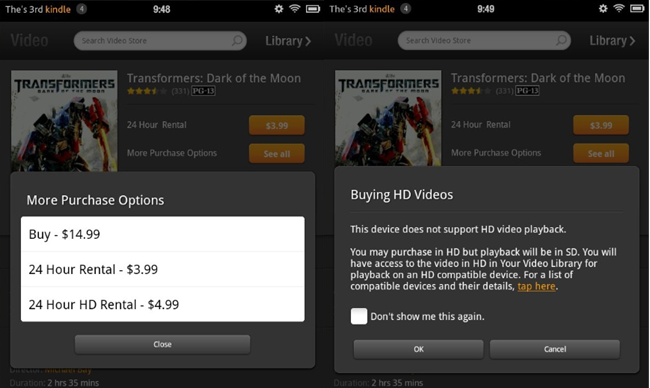 The's 3rd kindle 4
9:48
Video
Search Video Store
Library
TRANSFORMERS
DARK OF THE MOON
Transformers: Dark of the Moon
(331) PG-13
24 Hour Rental
$3.99
More Purchase Options
See all
More Purchase Options
Buy - $14.99
24 Hour Rental - $3.99
24 Hour HD Rental - $4.99
Close
Director: Michael Bay
Duration: 2 hrs 35 mins
The's 3rd kindle 4
9:49
Video
Search Video Store
Library
TRANSFORMERS
DARK OF THE MOON
Transformers: Dark of the Moon
(331) PG-13
24 Hour Rental
$3.99
More Purchase Options
See all
Buying HD Videos
This device does not support HD video playback.
You may purchase in HD but playback will be in SD. You will
have access to the video in HD in Your Video Library for
playback on an HD compatible device. For a list of
compatible devices and their details, tap here.
Don't show me this again.
OK
Cancel
Duration: 2 hrs 35 mins